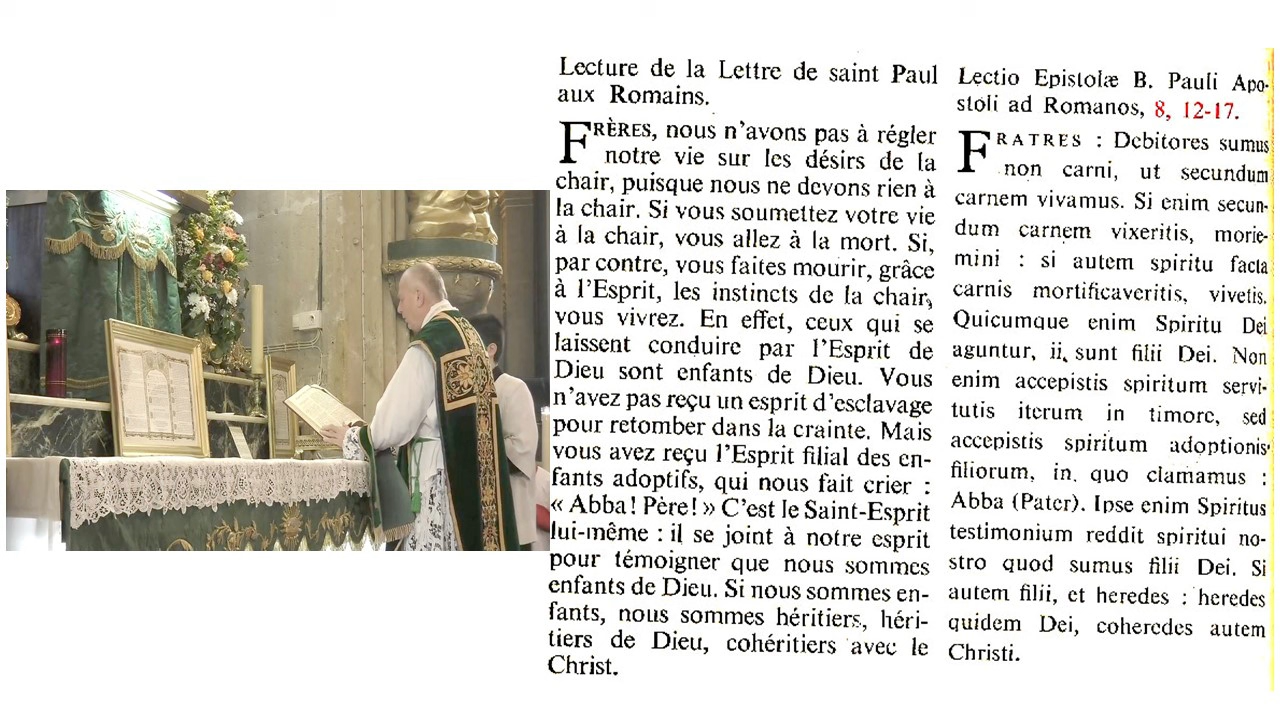 Lecture de la Lettre de saint Paul
aux Romains.
FRÈRES, nous n'avons pas à régler
notre vie sur les désirs de la
chair, puisque nous ne devons rien à
la chair. Si vous soumettez votre vie
à la chair, vous allez à la mort. Si,
par contre, vous faites mourir, grâce
à l'Esprit, les instincts de la chair,
vous vivrez. En effet, ceux qui se
laissent conduire par l'Esprit de
Dieu sont enfants de Dieu. Vous
n'avez pas reçu un esprit d'esclavage
pour retomber dans la crainte. Mais
vous avez reçu l'Esprit filial des en-
fants adoptifs, qui nous fait crier :
« Abba! Père! » C'est le Saint-Esprit
lui-même : il se joint à notre esprit
pour témoigner que nous sommes
enfants de Dieu. Si nous sommes en-
fants, nous sommes héritiers, héri-
tiers de Dieu, cohéritiers avec le
Christ.
Lectio Epistolæ B. Pauli Apo-
stoli ad Romanos, 8, 12-17.
FRATRES : Debitores sumus
non carni, ut secundum
carnem vivamus. Si enim secun-
dum carnem vixeritis, morie-
mini : si autem spiritu facta
carnis mortificaveritis, vivetis.
Quicumque enim Spiritu Dei
aguntur, ii sunt filii Dei. Non
enim accepistis spiritum servi-
tutis iterum in timore, sed
accepistis spiritum adoptionis
filiorum, in quo clamamus :
Abba (Pater). Ipse enim Spiritus
testimonium reddit spiritui no-
stro quod sumus filii Dei. Si
autem filii, et heredes : heredes
quidem Dei, coheredes autem
Christi.